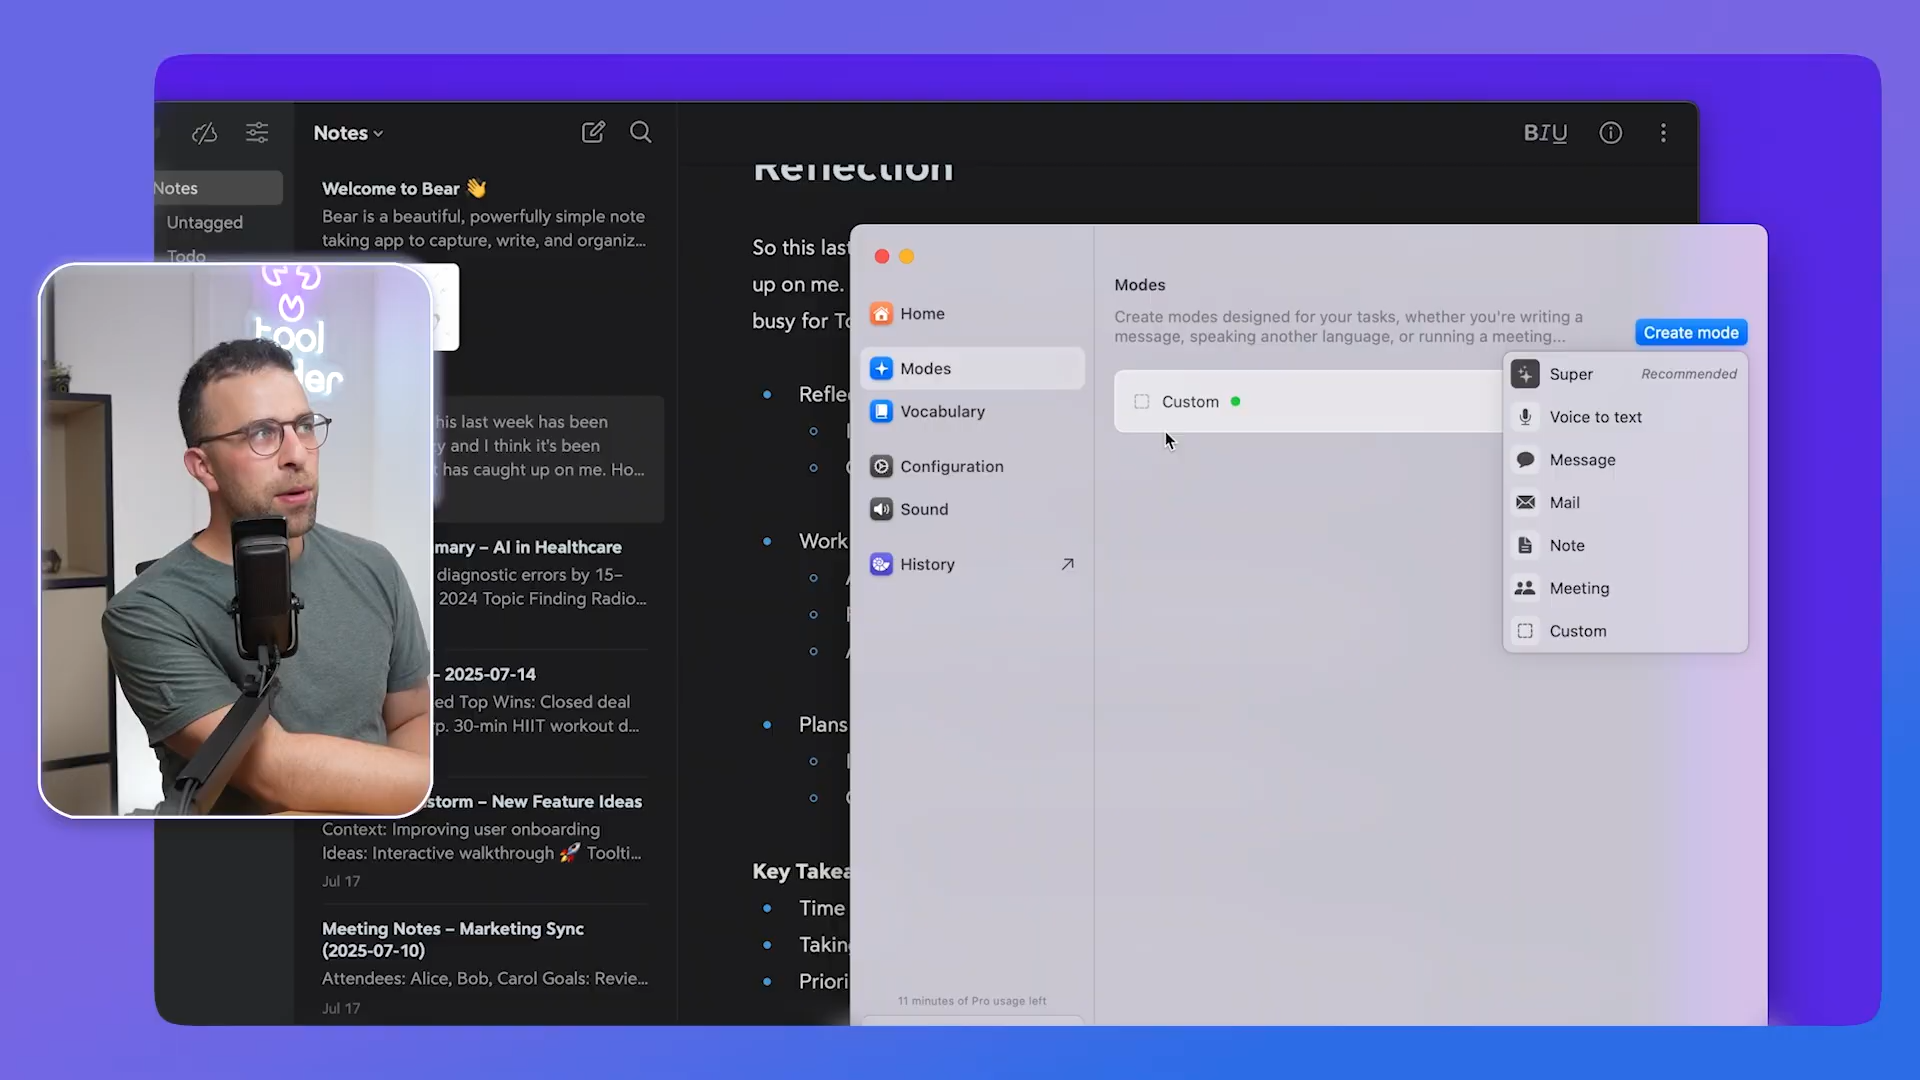 Notes
BIU
Notes
Untagged
Todo
Welcome to Bear 👋
Bear is a beautiful, powerfully simple note
taking app to capture, write, and organiz...
his last week has been
y and I think it's been
has caught up on me. Ho...
mary – AI in Healthcare
diagnostic errors by 15–
2024 Topic Finding Radio...
– 2025-07-14
ed Top Wins: Closed deal
rp. 30-min HIIT workout d...
storm – New Feature Ideas
Context: Improving user onboarding
Ideas: Interactive walkthrough 🚀 Toolti...
Jul 17
Meeting Notes – Marketing Sync
(2025-07-10)
Attendees: Alice, Bob, Carol Goals: Revie...
Jul 17
tool
der
Reflection
So this last
up on me.
busy for To
Refle
Work
Plans
Key Takea
Time
Taking
Priori
Home
Modes
Vocabulary
Configuration
Sound
History
11 minutes of Pro usage left
Modes
Create modes designed for your tasks, whether you're writing a
message, speaking another language, or running a meeting...
Create mode
Custom
Super Recommended
Voice to text
Message
Mail
Note
Meeting
Custom